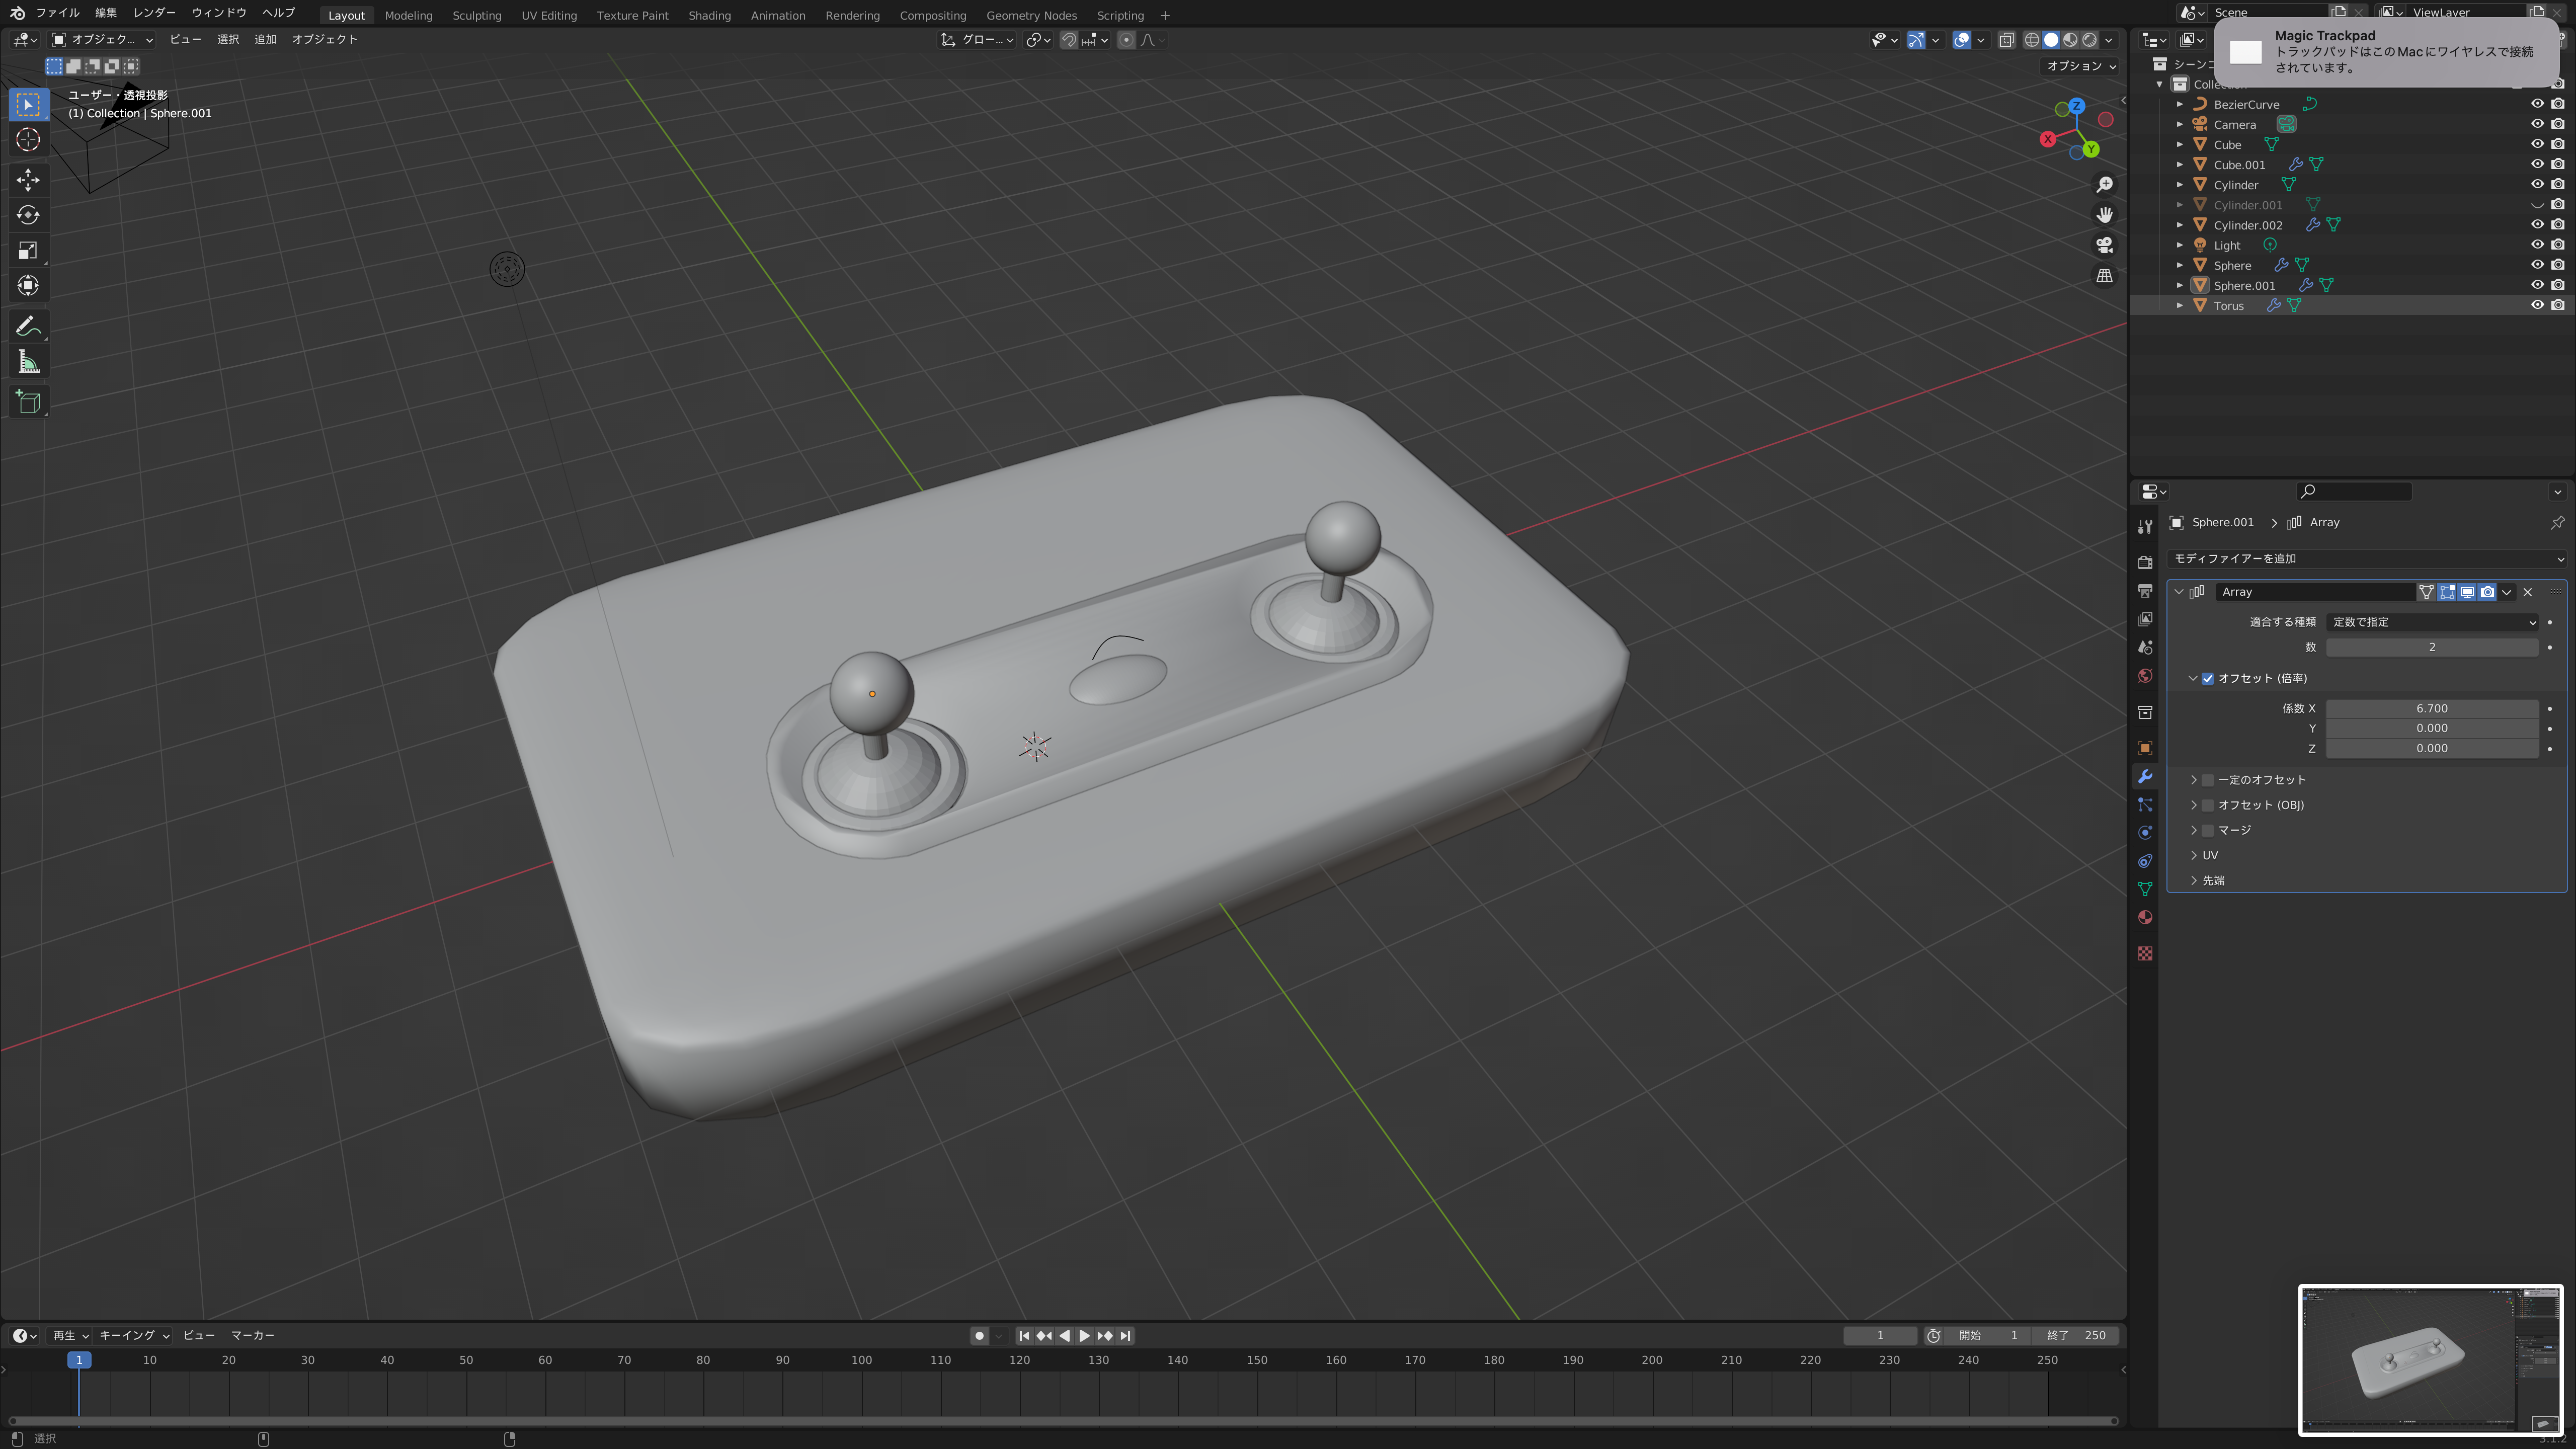 ファイル 編集 レンダー ウィンドウ ヘルプ Layout Modeling Sculpting UV Editing Texture Paint Shading Animation Rendering Compositing Geometry Nodes Scripting + Scene ViewLayer
Magic Trackpad
トラックパッドはこのMacにワイヤレスで接続
されています。
オブジェク... ビュー 選択 追加 オブジェクト グロー...
オプション
ユーザー・透視投影
(1) Collection | Sphere.001
Z
X
Y
BezierCurve
Camera
Cube
Cube.001
Cylinder
Cylinder.001
Cylinder.002
Light
Sphere
Sphere.001
Torus
Sphere.001 Array
モディファイアーを追加
Array
適合する種類 定数で指定
数 2
オフセット (倍率)
係数 X 6.700
Y 0.000
Z 0.000
一定のオフセット
オフセット (OBJ)
マージ
UV
先端
再生 キーイング ビュー マーカー 1 開始 1 終了 250
1 10 20 30 40 50 60 70 80 90 100 110 120 130 140 150 160 170 180 190 200 210 220 230 240 250
選択